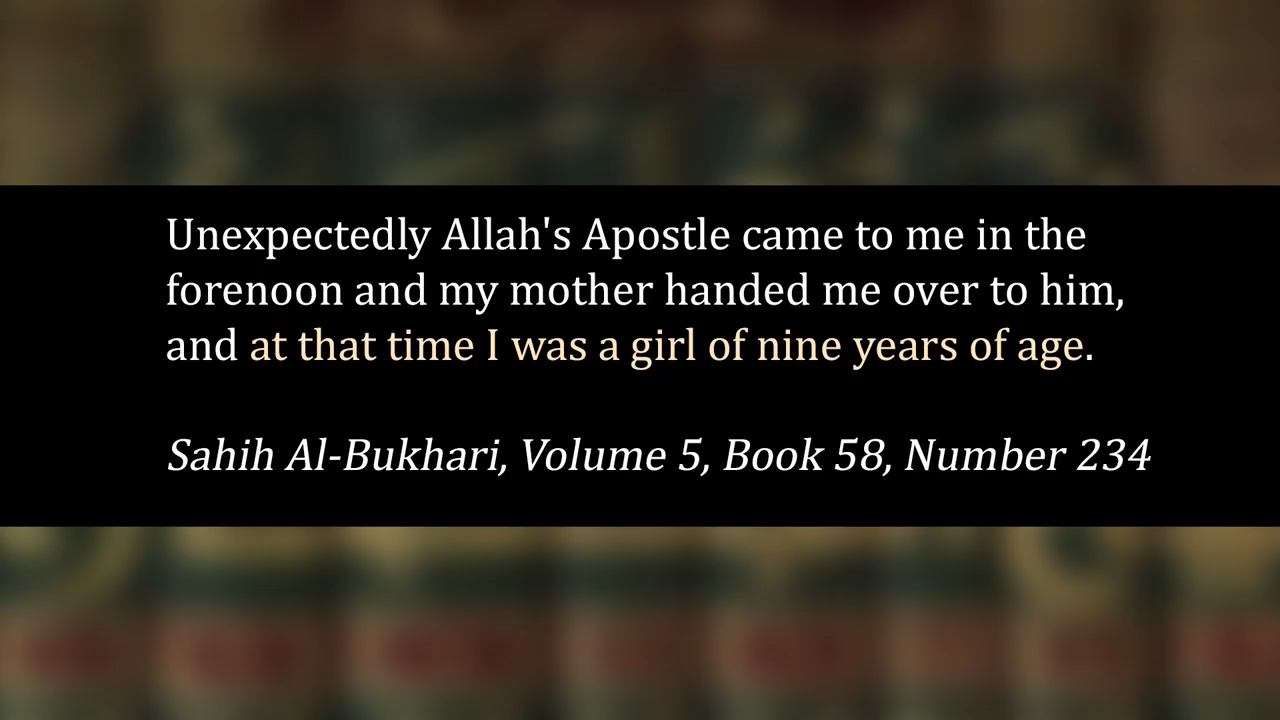 Unexpectedly Allah's Apostle came to me in the
forenoon and my mother handed me over to him,
and at that time I was a girl of nine years of age.
Sahih Al-Bukhari, Volume 5, Book 58, Number 234